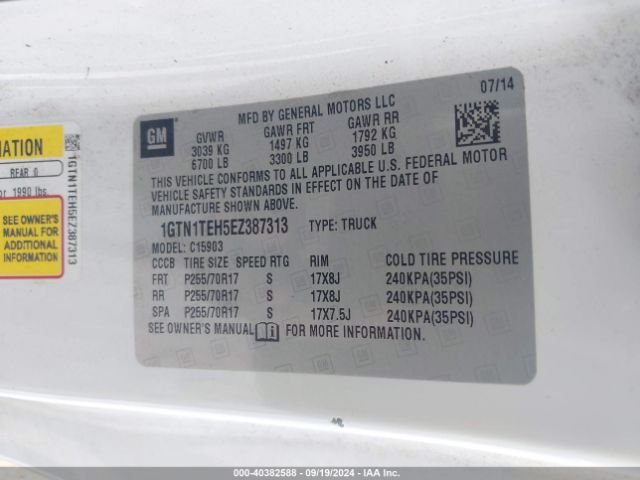 07/14
MFD BY GENERAL MOTORS LLC
GM
GVWR GAWR FRT GAWR RR
3039 KG 1497 KG 1792 KG
6700 LB 3300 LB 3950 LB
THIS VEHICLE CONFORMS TO ALL APPLICABLE U.S. FEDERAL MOTOR
VEHICLE SAFETY STANDARDS IN EFFECT ON THE DATE OF
MANUFACTURE SHOWN ABOVE.
1GTN1TEH5EZ387313 TYPE: TRUCK
MODEL: C15903
CCCB TIRE SIZE SPEED RTG RIM COLD TIRE PRESSURE
FRT P255/70R17 S 17X8J 240KPA(35PSI)
RR P255/70R17 S 17X8J 240KPA(35PSI)
SPA P255/70R17 S 17X7.5J 240KPA(35PSI)
SEE OWNER'S MANUAL FOR MORE INFORMATION.
MATION
REAR 0
or 1990 lbs.
SEE OWNER'S
MANUAL FOR
ADDITIONAL
INFORMATION
1GTN1TEH5EZ387313
000-40382588 - 09/19/2024 - IAA Inc.